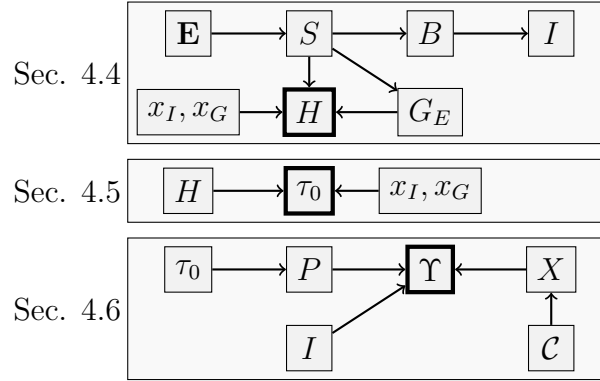 E S B I
Sec. 4.4
x_I, x_G H G_E
Sec. 4.5 H τ_0 x_I, x_G
τ_0 P Υ X
Sec. 4.6
I C